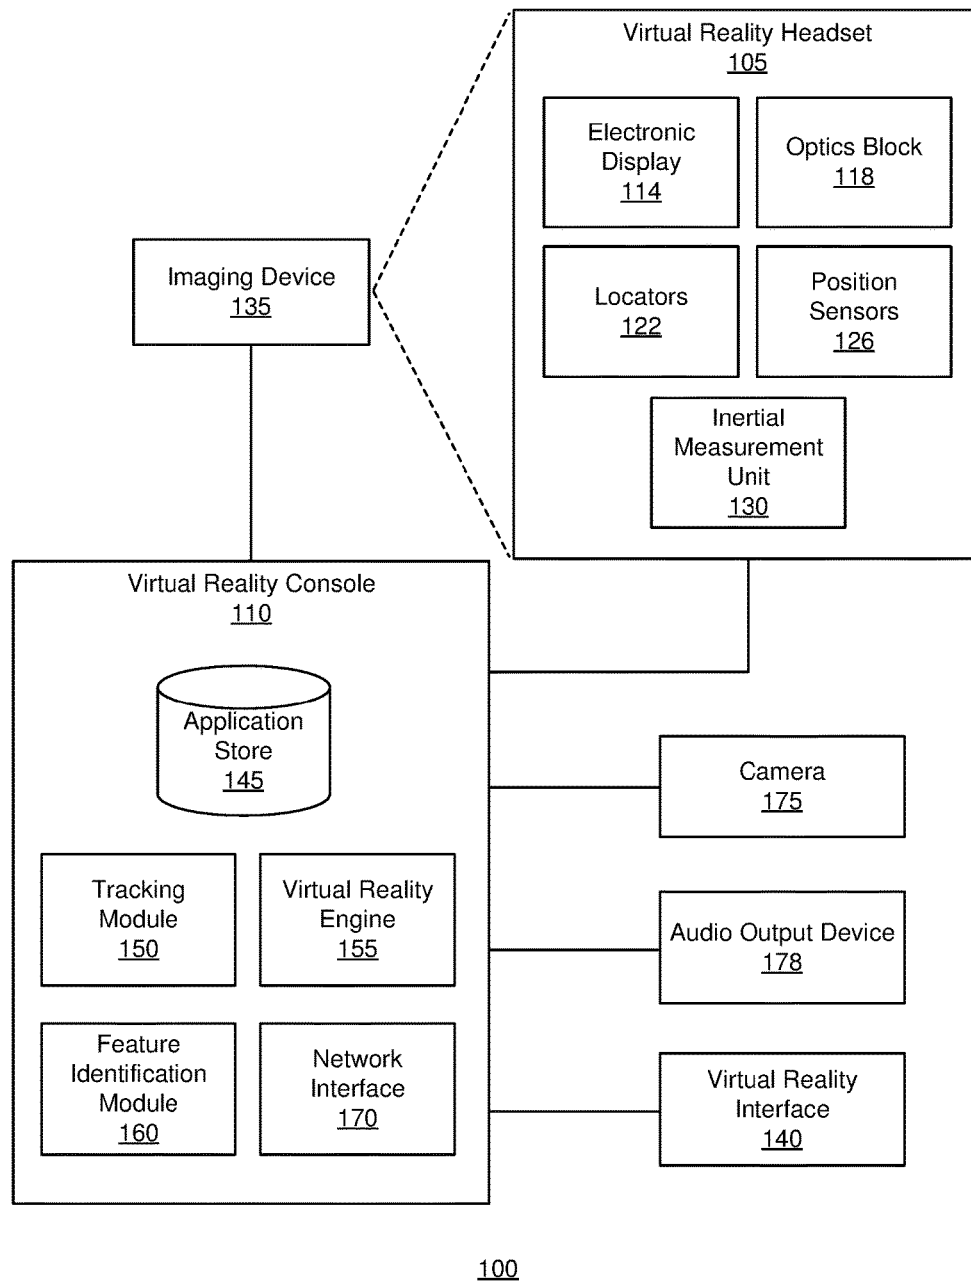 Virtual Reality Headset
105
Electronic
Display
114
Optics Block
118
Imaging Device
135
Locators
122
Position
Sensors
126
Inertial
Measurement
Unit
130
Virtual Reality Console
110
Application
Store
145
Camera
175
Tracking
Module
150
Virtual Reality
Engine
155
Audio Output Device
178
Feature
Identification
Module
160
Network
Interface
170
Virtual Reality
Interface
140
100